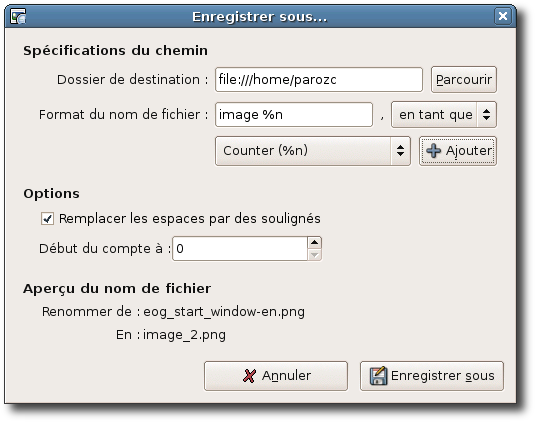 Enregistrer sous...
Spécifications du chemin
Dossier de destination : file:///home/parozc Parcourir
Format du nom de fichier : image %n , en tant que
Counter (%n) Ajouter
Options
Remplacer les espaces par des soulignés
Début du compte à : 0
Aperçu du nom de fichier
Renommer de : eog_start_window-en.png
En : image_2.png
Annuler Enregistrer sous